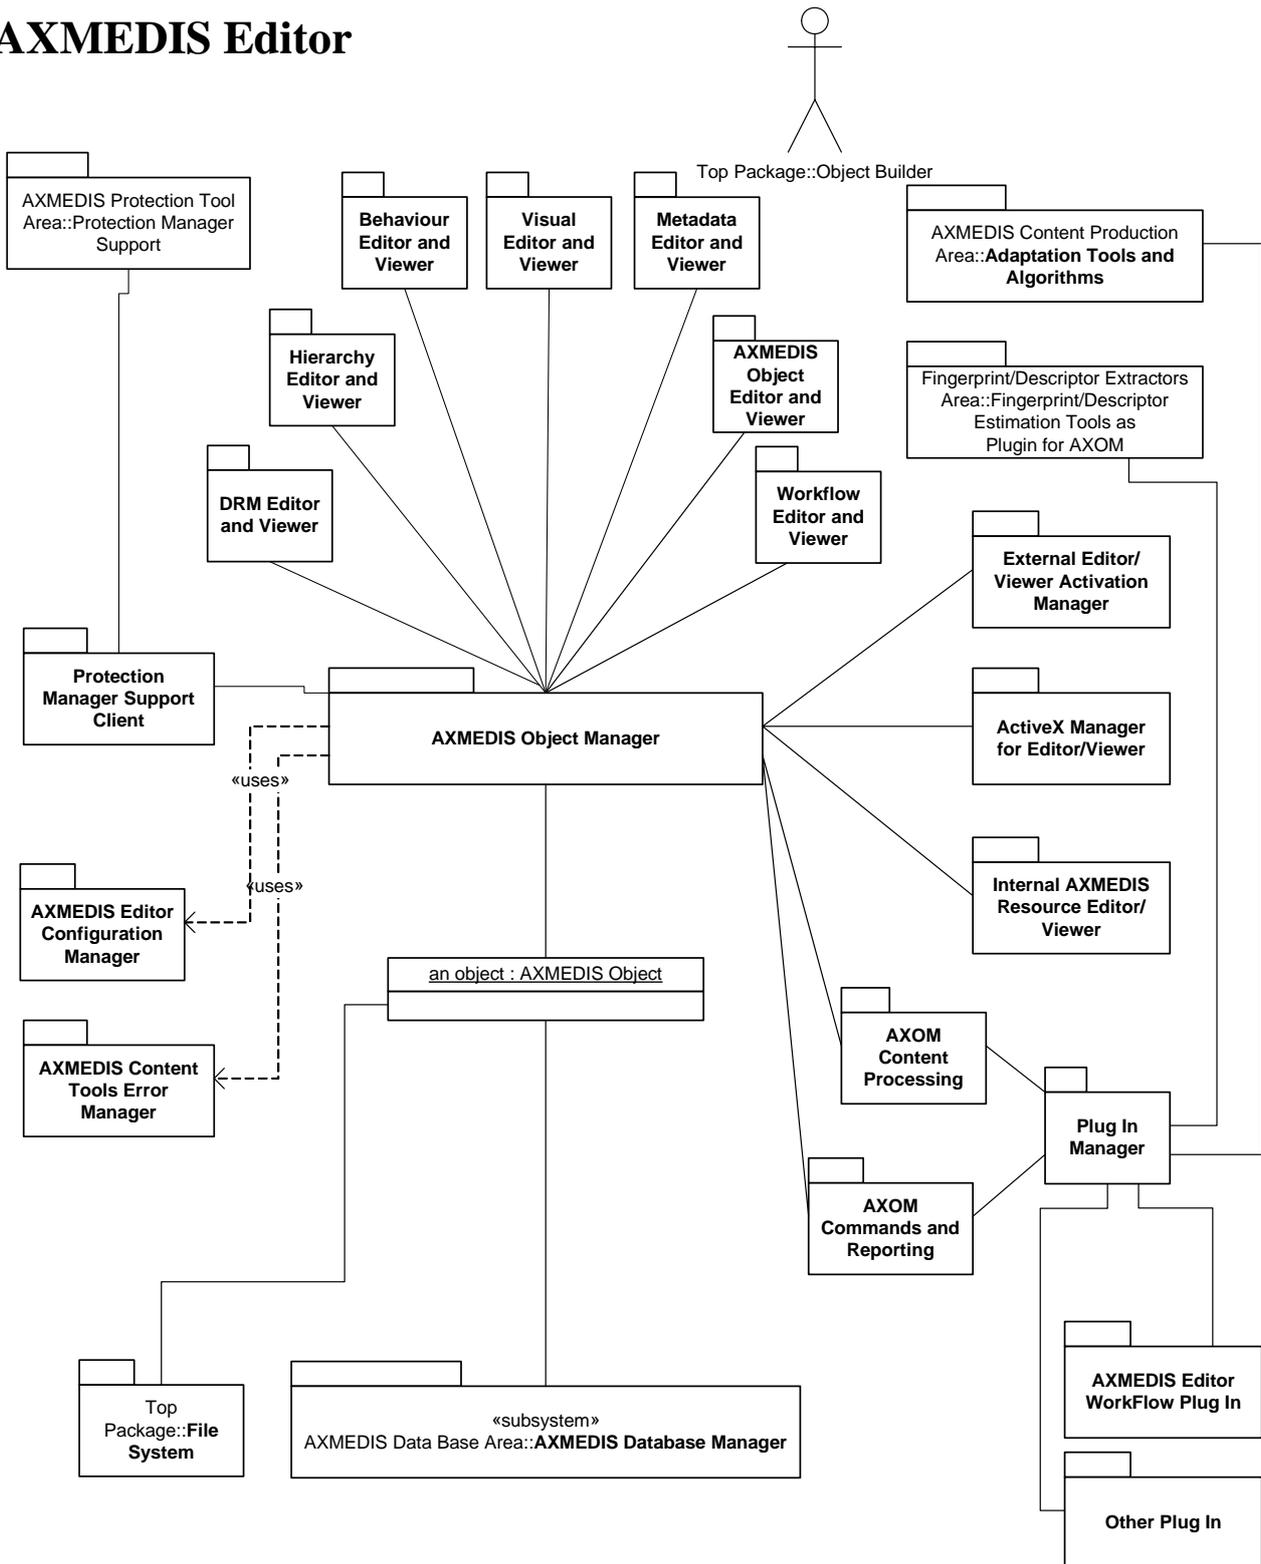 AXMEDIS Editor
Top Package::Object Builder
AXMEDIS Protection Tool
Area::Protection Manager
Support
Behaviour
Editor and
Viewer
Visual
Editor and
Viewer
Metadata
Editor and
Viewer
AXMEDIS Content Production
Area::Adaptation Tools and
Algorithms
Hierarchy
Editor and
Viewer
AXMEDIS
Object
Editor and
Viewer
Fingerprint/Descriptor Extractors
Area::Fingerprint/Descriptor
Estimation Tools as
Plugin for AXOM
DRM Editor
and Viewer
Workflow
Editor and
Viewer
External Editor/
Viewer Activation
Manager
Protection
Manager Support
Client
AXMEDIS Object Manager
ActiveX Manager
for Editor/Viewer
«uses»
«uses»
Internal AXMEDIS
Resource Editor/
Viewer
AXMEDIS Editor
Configuration
Manager
an object : AXMEDIS Object
AXMEDIS Content
Tools Error
Manager
AXOM
Content
Processing
Plug In
Manager
AXOM
Commands and
Reporting
Top
Package::File
System
«subsystem»
AXMEDIS Data Base Area::AXMEDIS Database Manager
AXMEDIS Editor
WorkFlow Plug In
Other Plug In